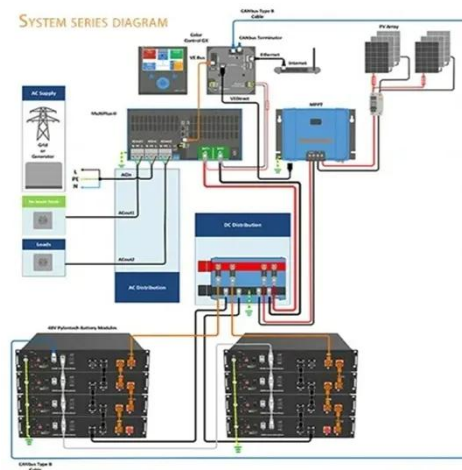 SYSTEM SERIES DIAGRAM
CANbus Type B
Cable
PV Array
Color
Control GX
CANbus Terminator
Ethernet
VE Bus
Internet
AC Supply
MultiPlus-II
VE Direct
MPPT
Grid
or
Generator
L
PE
N
ACin
ACout1
Loads
DC Distribution
ACout2
AC Distribution
48V Pylontech Battery Modules
CANbus Type B
Cable